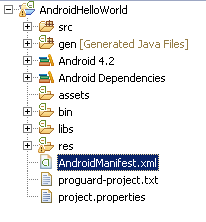 AndroidHelloWorld
src
gen [Generated Java Files]
Android 4.2
Android Dependencies
assets
bin
libs
res
AndroidManifest.xml
proguard-project.txt
project.properties